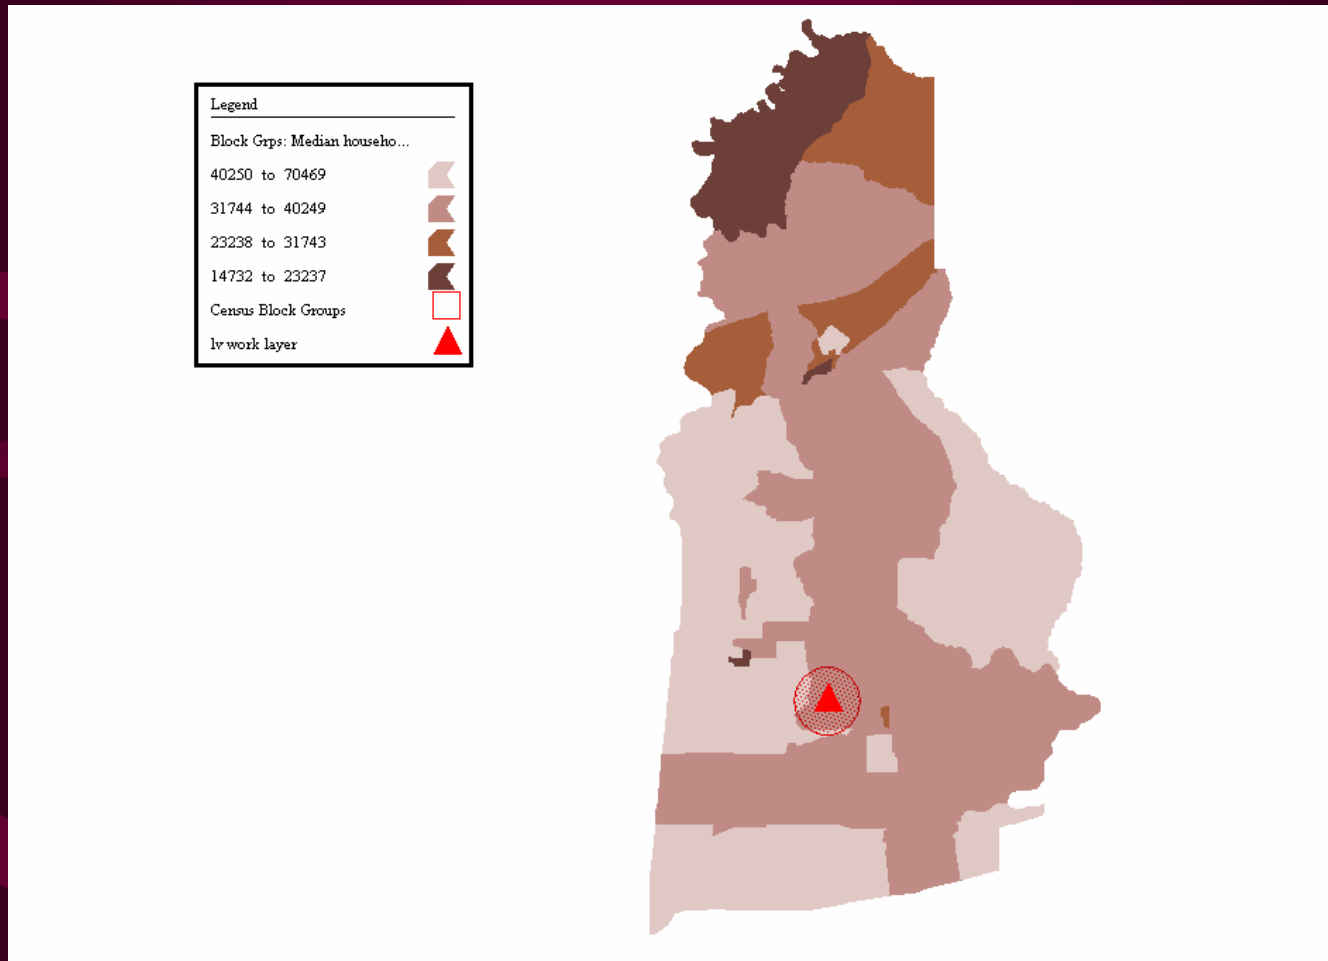 Legend
Block Grps: Median househo...
40250 to 70469
31744 to 40249
23238 to 31743
14732 to 23237
Census Block Groups
lv work layer